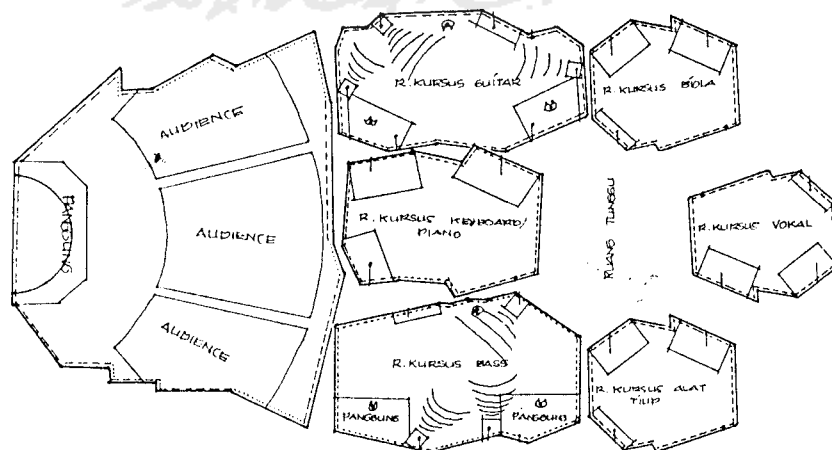 PANGGUNG
AUDIENCE
AUDIENCE
AUDIENCE
R. KURSUS GUITAR
R. KURSUS KEYBOARD/
PIANO
R. KURSUS BASS
PANGGUNG
PANGGUNG
RUANG TUNGGU
R. KURSUS BIOLA
R. KURSUS VOKAL
R. KURSUS ALAT
TIUP